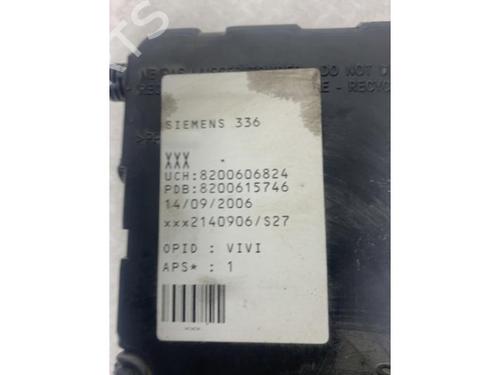 SIEMENS 336
XXX
UCH:8200606824
PDB:8200615746
14/09/2006
xxx2140906/S27
OPID : VIVI
APS* : 1